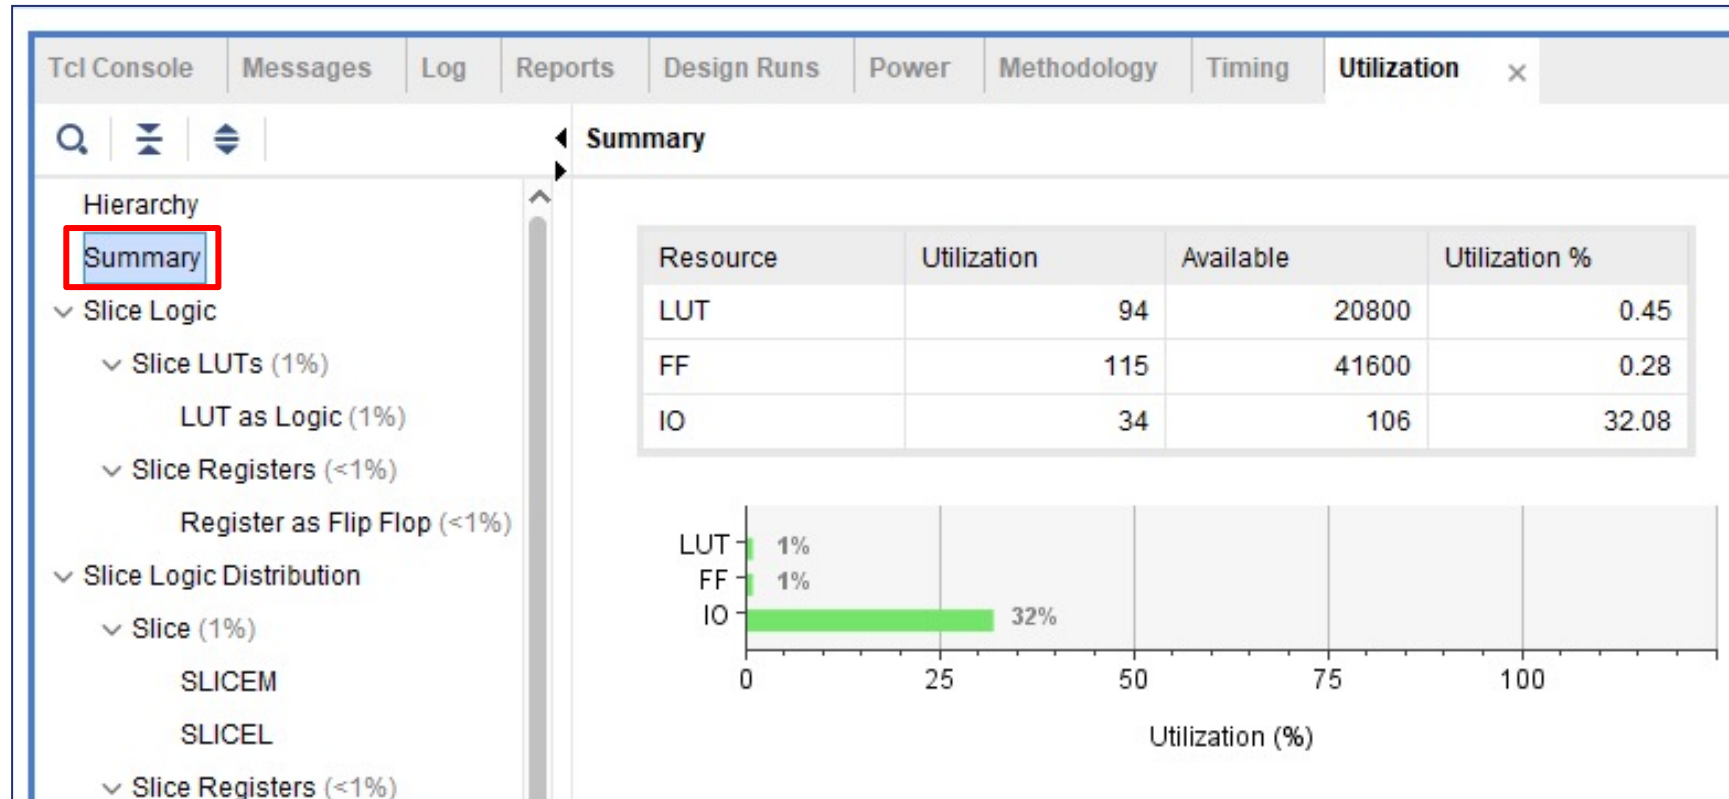 Tcl Console Messages Log Reports Design Runs Power Methodology Timing Utilization
Summary
Hierarchy
Summary
Slice Logic
Slice LUTs (1%)
LUT as Logic (1%)
Slice Registers (<1%)
Register as Flip Flop (<1%)
Slice Logic Distribution
Slice (1%)
SLICEM
SLICEL
Slice Registers (<1%)
Resource Utilization Available Utilization %
LUT 94 20800 0.45
FF 115 41600 0.28
IO 34 106 32.08
LUT 1%
FF 1%
IO 32%
0 25 50 75 100
Utilization (%)